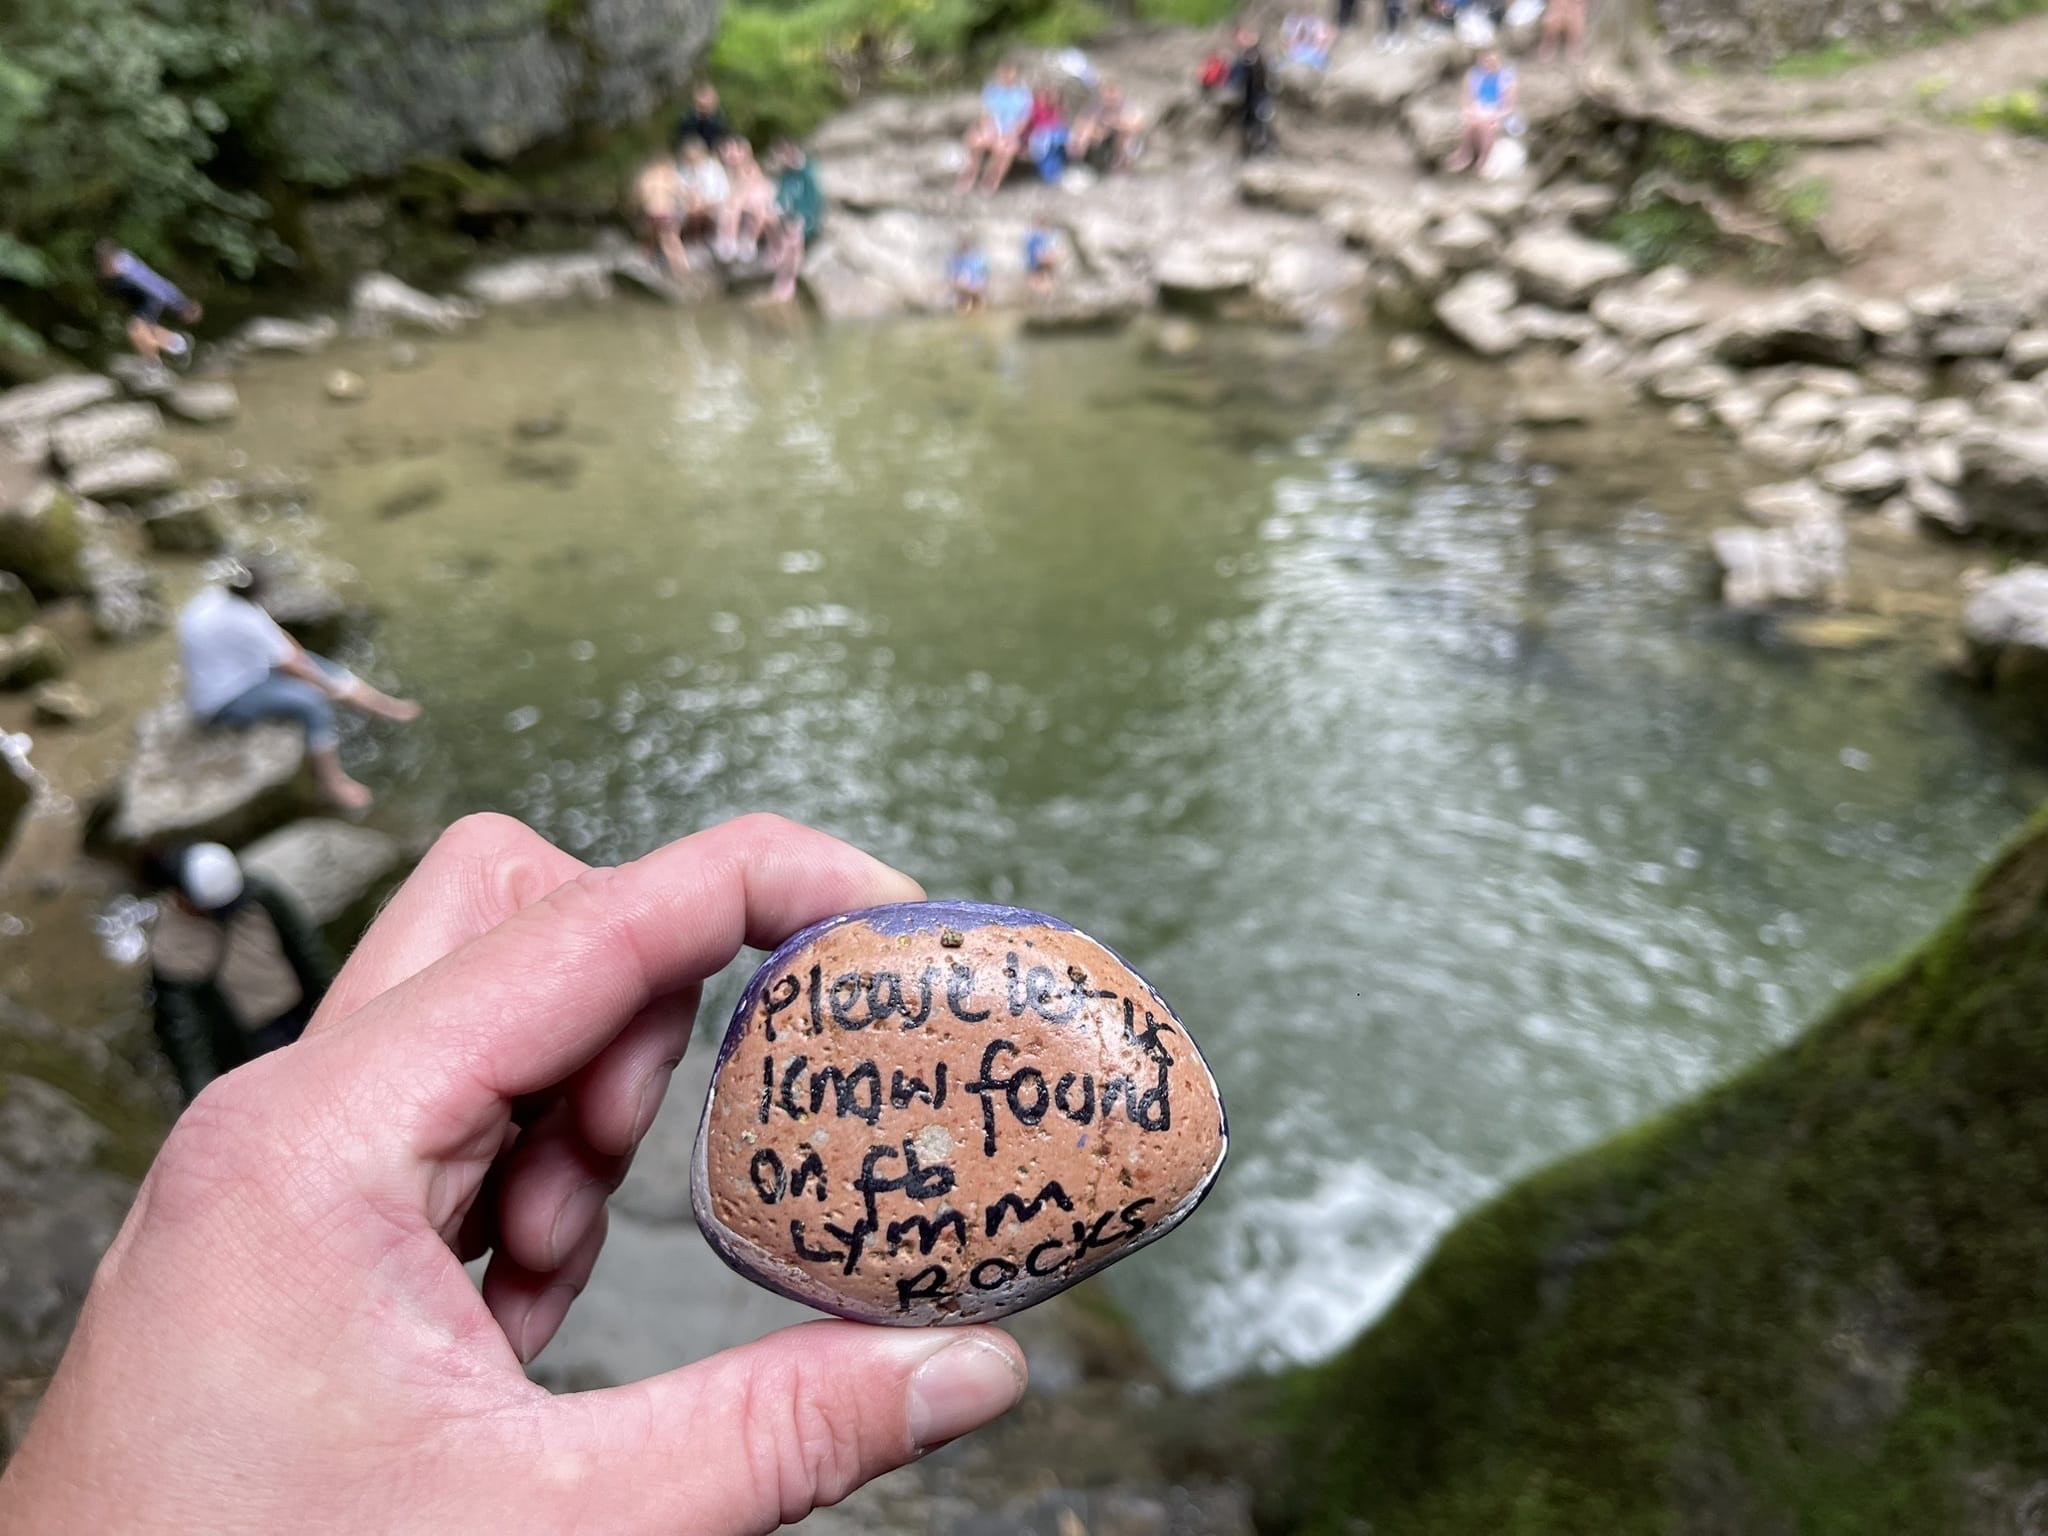 Please let us
know found
on fb
LYMM
ROCKS